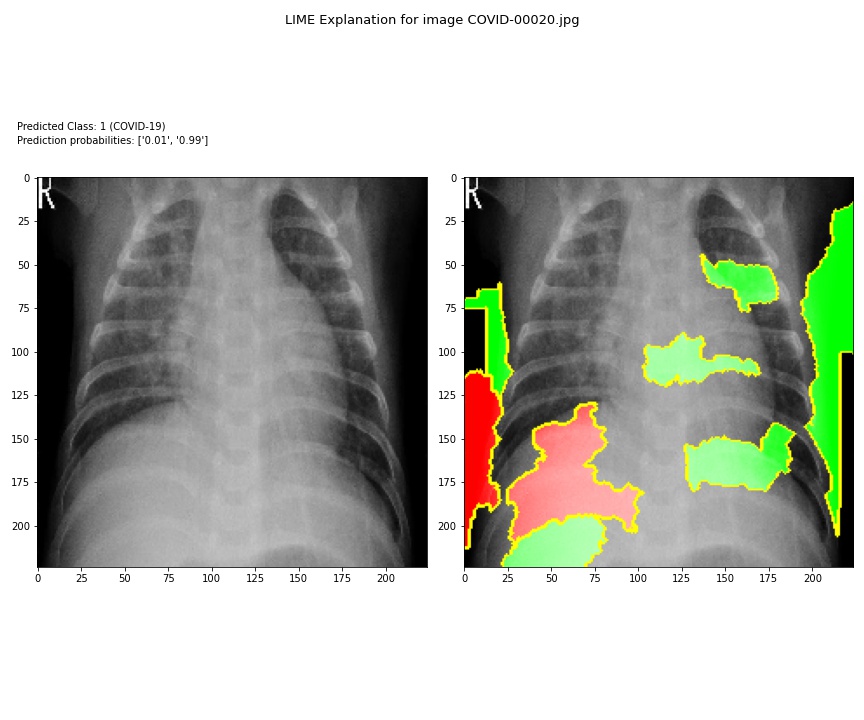 LIME Explanation for image COVID-00020.jpg
Predicted Class: 1 (COVID-19)
Prediction probabilities: ['0.01', '0.99']
R
R
0
25
50
75
100
125
150
175
200
0 25 50 75 100 125 150 175 200
0
25
50
75
100
125
150
175
200
0 25 50 75 100 125 150 175 200